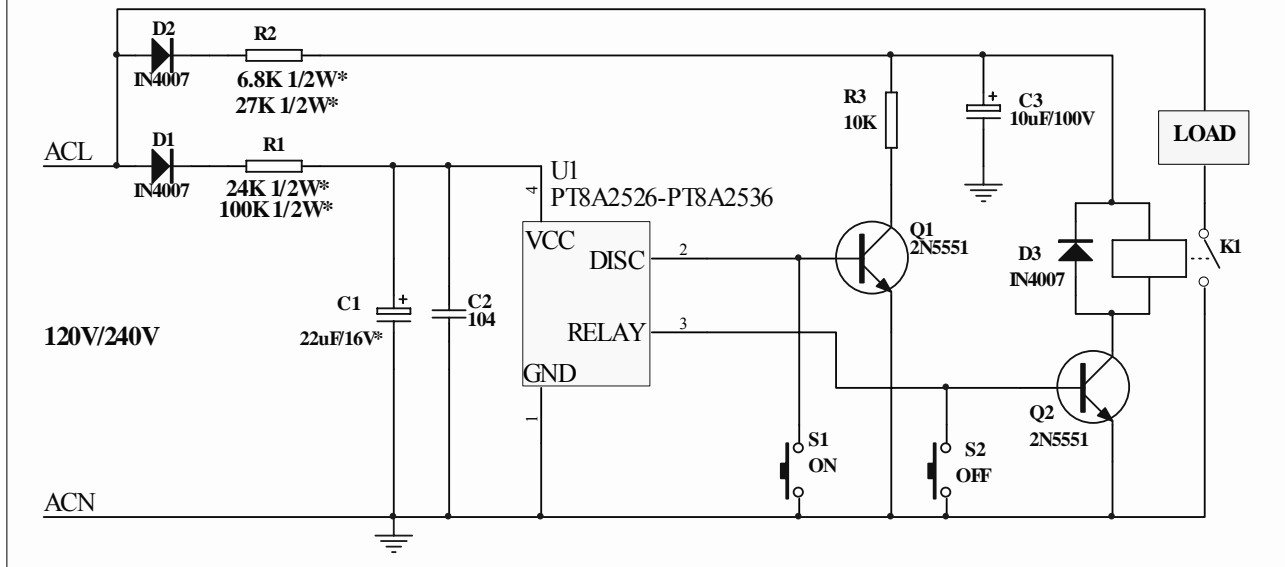 D2
IN4007
R2
6.8K 1/2W*
27K 1/2W*
ACL
D1
IN4007
R1
24K 1/2W*
100K 1/2W*
R3
10K
C3
10uF/100V
+
LOAD
U1
PT8A2526-PT8A2536
4
VCC
DISC
2
Q1
2N5551
D3
IN4007
K1
C1
+
22uF/16V*
C2
104
120V/240V
RELAY
3
GND
1
S1
ON
S2
OFF
Q2
2N5551
ACN